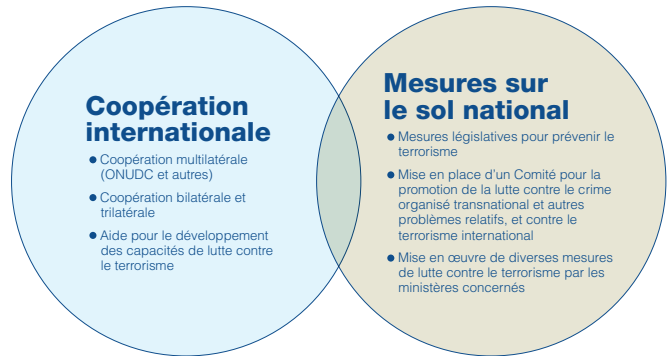 Coopération
internationale
● Coopération multilatérale
(ONUDC et autres)
● Coopération bilatérale et
trilatérale
● Aide pour le développement
des capacités de lutte contre
le terrorisme
Mesures sur
le sol national
● Mesures législatives pour prévenir le
terrorisme
● Mise en place d'un Comité pour la
promotion de la lutte contre le crime
organisé transnational et autres
problèmes relatifs, et contre le
terrorisme international
● Mise en œuvre de diverses mesures
de lutte contre le terrorisme par les
ministères concernés